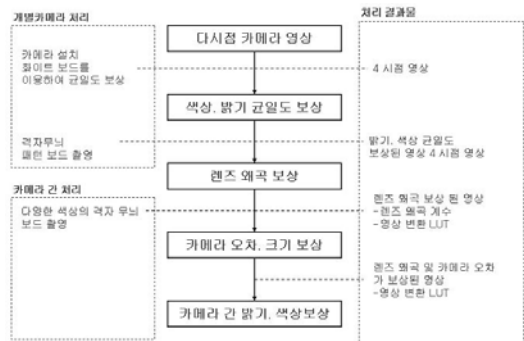 개별카메라 처리
카메라 설치
화이트 보드를
이용하여 균일도 보상
격자무늬
패턴 보드 촬영
카메라 간 처리
다양한 색상의 격자 무늬
보드 촬영
다시점 카메라 영상
색상, 밝기 균일도 보상
렌즈 왜곡 보상
카메라 오차, 크기 보상
카메라 간 밝기, 색상보상
처리 결과물
4 시점 영상
밝기, 색상 균일도
보상된 영상 4 시점 영상
렌즈 왜곡 보상 된 영상
-렌즈 왜곡 계수
-영상 변환 LUT
렌즈 왜곡 및 카메라 오차
가 보상된 영상
-영상 변환 LUT